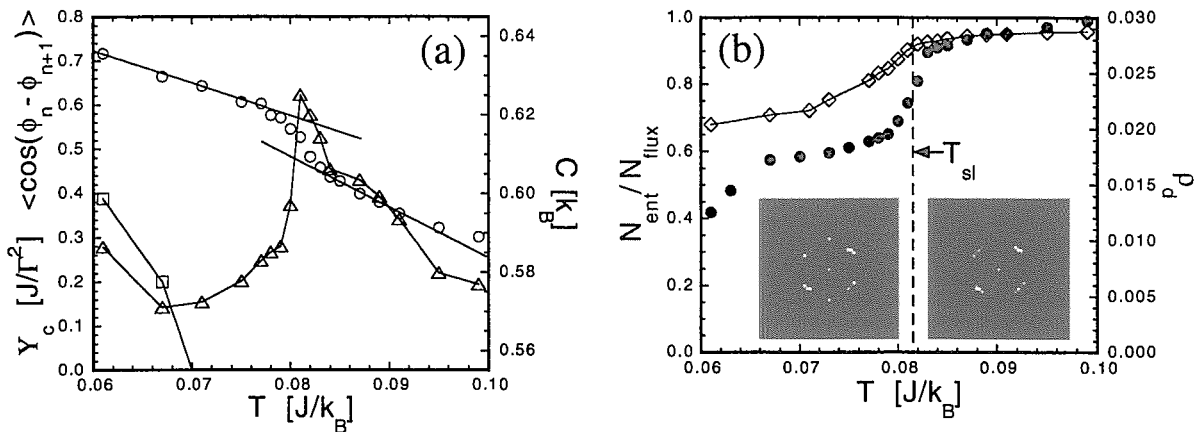 (a)
Y_c [J/Γ²] <cos(ϕ_n - ϕ_{n+1})>
0.8
0.7
0.6
0.5
0.4
0.3
0.2
0.1
0.0
0.64
0.62
0.60
0.58
0.56
C [k_B]
0.06 0.07 0.08 0.09 0.10
T [J/k_B]
(b)
N_ent / N_flux
1.0
0.8
0.6
0.4
0.2
0.0
T_sl
0.030
0.025
0.020
0.015
0.010
0.005
0.000
ρ_d
0.06 0.07 0.08 0.09 0.10
T [J/k_B]